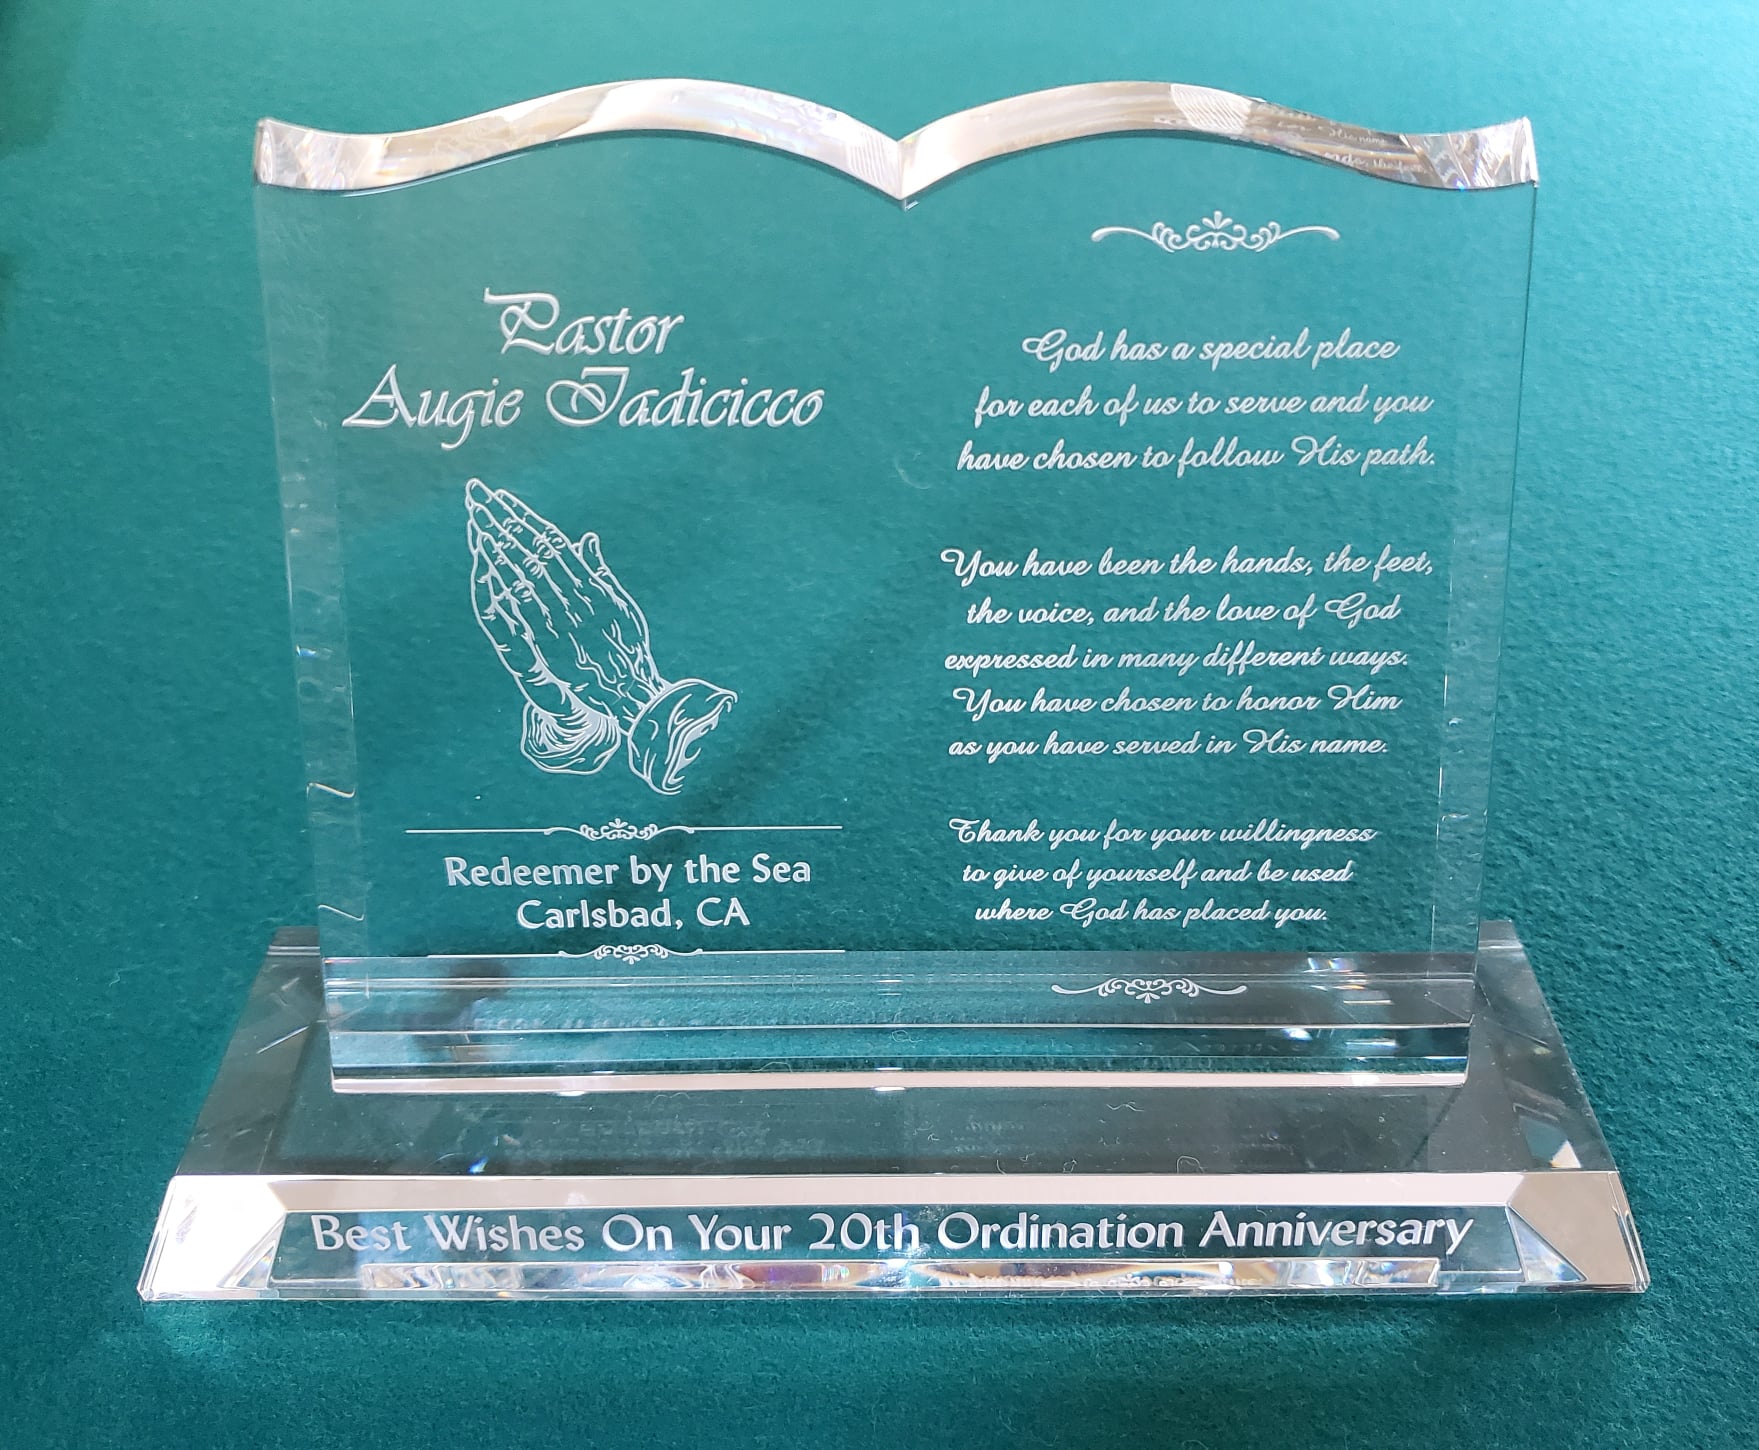 Pastor
Augie Iadicicco
Redeemer by the Sea
Carlsbad, CA
God has a special place
for each of us to serve and you
have chosen to follow His path.
You have been the hands, the feet,
the voice, and the love of God
expressed in many different ways.
You have chosen to honor Him
as you have served in His name.
Thank you for your willingness
to give of yourself and be used
where God has placed you.
Best Wishes On Your 20th Ordination Anniversary